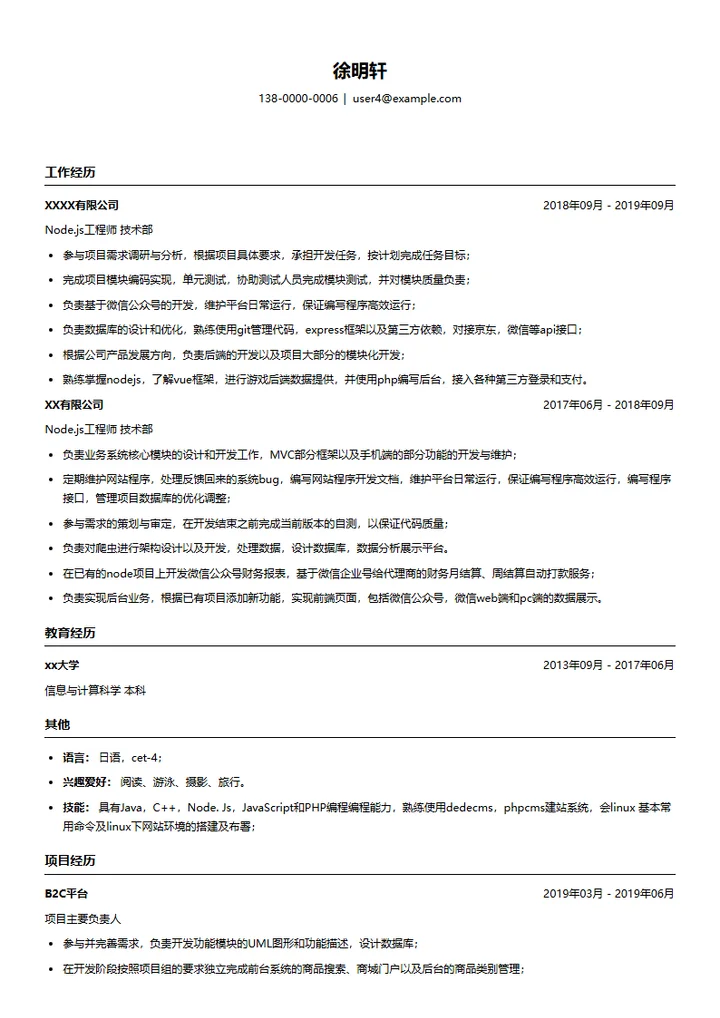 徐明轩
138-0000-0006 | user4@example.com
工作经历
XXXX有限公司 2018年09月 - 2019年09月
Node.js工程师 技术部
• 参与项目需求调研与分析，根据项目具体要求，承担开发任务，按计划完成任务目标；
• 完成项目模块编码实现，单元测试，协助测试人员完成模块测试，并对模块质量负责；
• 负责基于微信公众号的开发，维护平台日常运行，保证编写程序高效运行；
• 负责数据库的设计和优化，熟练使用git管理代码，express框架以及第三方依赖，对接京东，微信等api接口；
• 根据公司产品发展方向，负责后端的开发以及项目大部分的模块化开发；
• 熟练掌握nodejs，了解vue框架，进行游戏后端数据提供，并使用php编写后台，接入各种第三方登录和支付。
XX有限公司 2017年06月 - 2018年09月
Node.js工程师 技术部
• 负责业务系统核心模块的设计和开发工作，MVC部分框架以及手机端的部分功能的开发与维护；
• 定期维护网站程序，处理反馈回来的系统bug，编写网站程序开发文档，维护平台日常运行，保证编写程序高效运行，编写程序
接口，管理项目数据库的优化调整；
• 参与需求的策划与审定，在开发结束之前完成当前版本的自测，以保证代码质量；
• 负责对爬虫进行架构设计以及开发，处理数据，设计数据库，数据分析展示平台。
• 在已有的node项目上开发微信公众号财务报表，基于微信企业号给代理商的财务月结算、周结算自动打款服务；
• 负责实现后台业务，根据已有项目添加新功能，实现前端页面，包括微信公众号，微信web端和pc端的数据展示。
教育经历
xx大学 2013年09月 - 2017年06月
信息与计算科学 本科
其他
• 语言： 日语，cet-4；
• 兴趣爱好： 阅读、游泳、摄影、旅行。
• 技能： 具有Java，C++，Node. Js，JavaScript和PHP编程编程能力，熟练使用dedecms，phpcms建站系统，会linux 基本常
用命令及linux下网站环境的搭建及布署；
项目经历
B2C平台 2019年03月 - 2019年06月
项目主要负责人
• 参与并完善需求，负责开发功能模块的UML图形和功能描述，设计数据库；
• 在开发阶段按照项目组的要求独立完成前台系统的商品搜索、商城门户以及后台的商品类别管理；